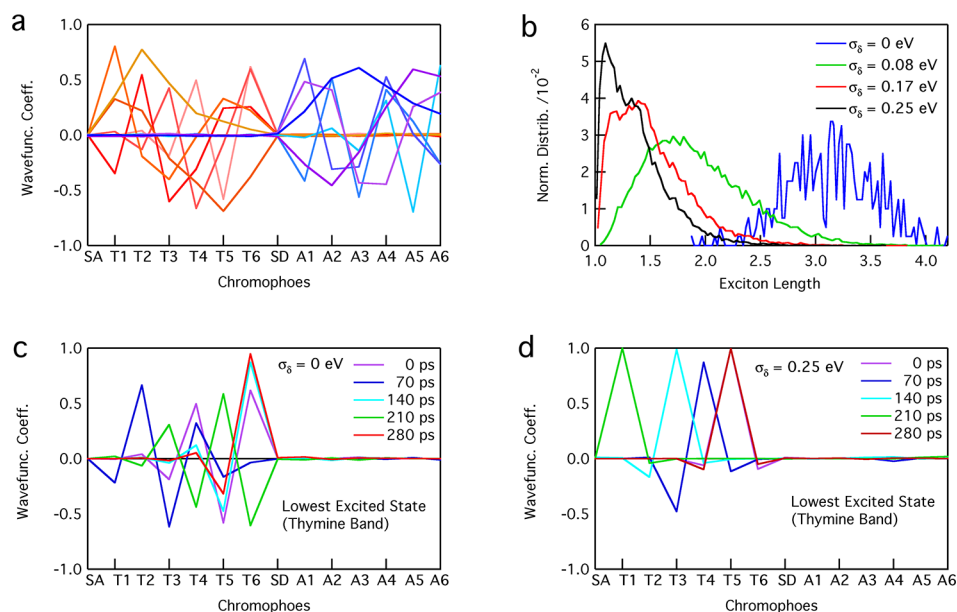 a
Wavefunc. Coeff.
1.0
0.5
0.0
-0.5
-1.0
SA T1 T2 T3 T4 T5 T6 SD A1 A2 A3 A4 A5 A6
Chromophoes
b
Norm. Distrib. /10⁻²
6
5
4
3
2
1
0
σδ = 0 eV
σδ = 0.08 eV
σδ = 0.17 eV
σδ = 0.25 eV
1.0 1.5 2.0 2.5 3.0 3.5 4.0
Exciton Length
c
Wavefunc. Coeff.
1.0
0.5
0.0
-0.5
-1.0
σδ = 0 eV
0 ps
70 ps
140 ps
210 ps
280 ps
Lowest Excited State
(Thymine Band)
SA T1 T2 T3 T4 T5 T6 SD A1 A2 A3 A4 A5 A6
Chromophoes
d
Wavefunc. Coeff.
1.0
0.5
0.0
-0.5
-1.0
σδ = 0.25 eV
0 ps
70 ps
140 ps
210 ps
280 ps
Lowest Excited State
(Thymine Band)
SA T1 T2 T3 T4 T5 T6 SD A1 A2 A3 A4 A5 A6
Chromophoes